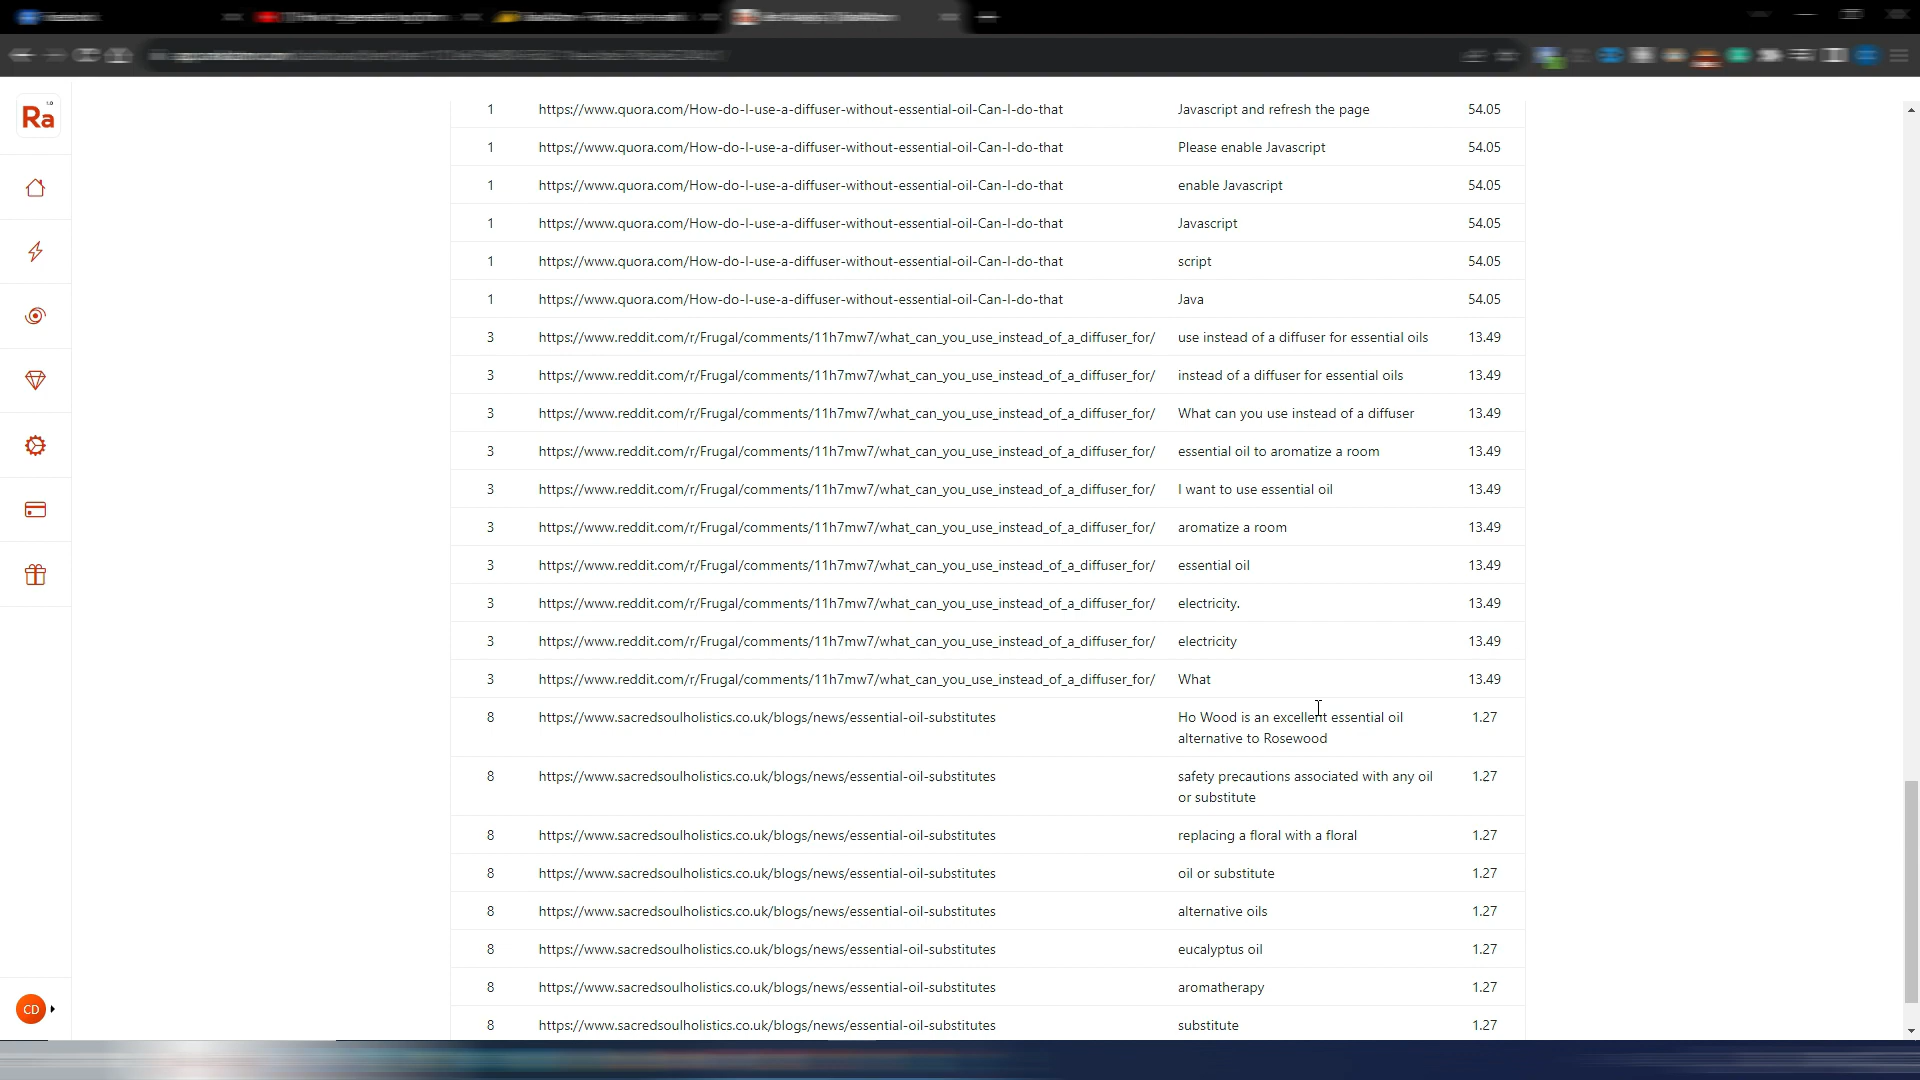 Ra 1.0
1 https://www.quora.com/How-do-I-use-a-diffuser-without-essential-oil-Can-I-do-that Javascript and refresh the page 54.05
1 https://www.quora.com/How-do-I-use-a-diffuser-without-essential-oil-Can-I-do-that Please enable Javascript 54.05
1 https://www.quora.com/How-do-I-use-a-diffuser-without-essential-oil-Can-I-do-that enable Javascript 54.05
1 https://www.quora.com/How-do-I-use-a-diffuser-without-essential-oil-Can-I-do-that Javascript 54.05
1 https://www.quora.com/How-do-I-use-a-diffuser-without-essential-oil-Can-I-do-that script 54.05
1 https://www.quora.com/How-do-I-use-a-diffuser-without-essential-oil-Can-I-do-that Java 54.05
3 https://www.reddit.com/r/Frugal/comments/11h7mw7/what_can_you_use_instead_of_a_diffuser_for/ use instead of a diffuser for essential oils 13.49
3 https://www.reddit.com/r/Frugal/comments/11h7mw7/what_can_you_use_instead_of_a_diffuser_for/ instead of a diffuser for essential oils 13.49
3 https://www.reddit.com/r/Frugal/comments/11h7mw7/what_can_you_use_instead_of_a_diffuser_for/ What can you use instead of a diffuser 13.49
3 https://www.reddit.com/r/Frugal/comments/11h7mw7/what_can_you_use_instead_of_a_diffuser_for/ essential oil to aromatize a room 13.49
3 https://www.reddit.com/r/Frugal/comments/11h7mw7/what_can_you_use_instead_of_a_diffuser_for/ I want to use essential oil 13.49
3 https://www.reddit.com/r/Frugal/comments/11h7mw7/what_can_you_use_instead_of_a_diffuser_for/ aromatize a room 13.49
3 https://www.reddit.com/r/Frugal/comments/11h7mw7/what_can_you_use_instead_of_a_diffuser_for/ essential oil 13.49
3 https://www.reddit.com/r/Frugal/comments/11h7mw7/what_can_you_use_instead_of_a_diffuser_for/ electricity. 13.49
3 https://www.reddit.com/r/Frugal/comments/11h7mw7/what_can_you_use_instead_of_a_diffuser_for/ electricity 13.49
3 https://www.reddit.com/r/Frugal/comments/11h7mw7/what_can_you_use_instead_of_a_diffuser_for/ What 13.49
8 https://www.sacredsoulholistics.co.uk/blogs/news/essential-oil-substitutes Ho Wood is an excellent essential oil 1.27
alternative to Rosewood
8 https://www.sacredsoulholistics.co.uk/blogs/news/essential-oil-substitutes safety precautions associated with any oil 1.27
or substitute
8 https://www.sacredsoulholistics.co.uk/blogs/news/essential-oil-substitutes replacing a floral with a floral 1.27
8 https://www.sacredsoulholistics.co.uk/blogs/news/essential-oil-substitutes oil or substitute 1.27
8 https://www.sacredsoulholistics.co.uk/blogs/news/essential-oil-substitutes alternative oils 1.27
8 https://www.sacredsoulholistics.co.uk/blogs/news/essential-oil-substitutes eucalyptus oil 1.27
8 https://www.sacredsoulholistics.co.uk/blogs/news/essential-oil-substitutes aromatherapy 1.27
8 https://www.sacredsoulholistics.co.uk/blogs/news/essential-oil-substitutes substitute 1.27
CD